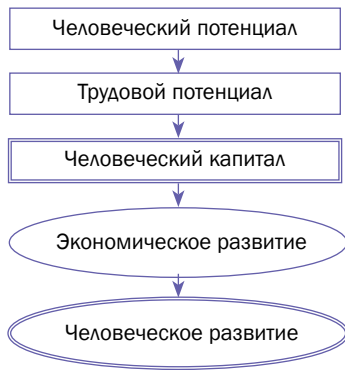 Человеческий потенциал
Трудовой потенциал
Человеческий капитал
Экономическое развитие
Человеческое развитие